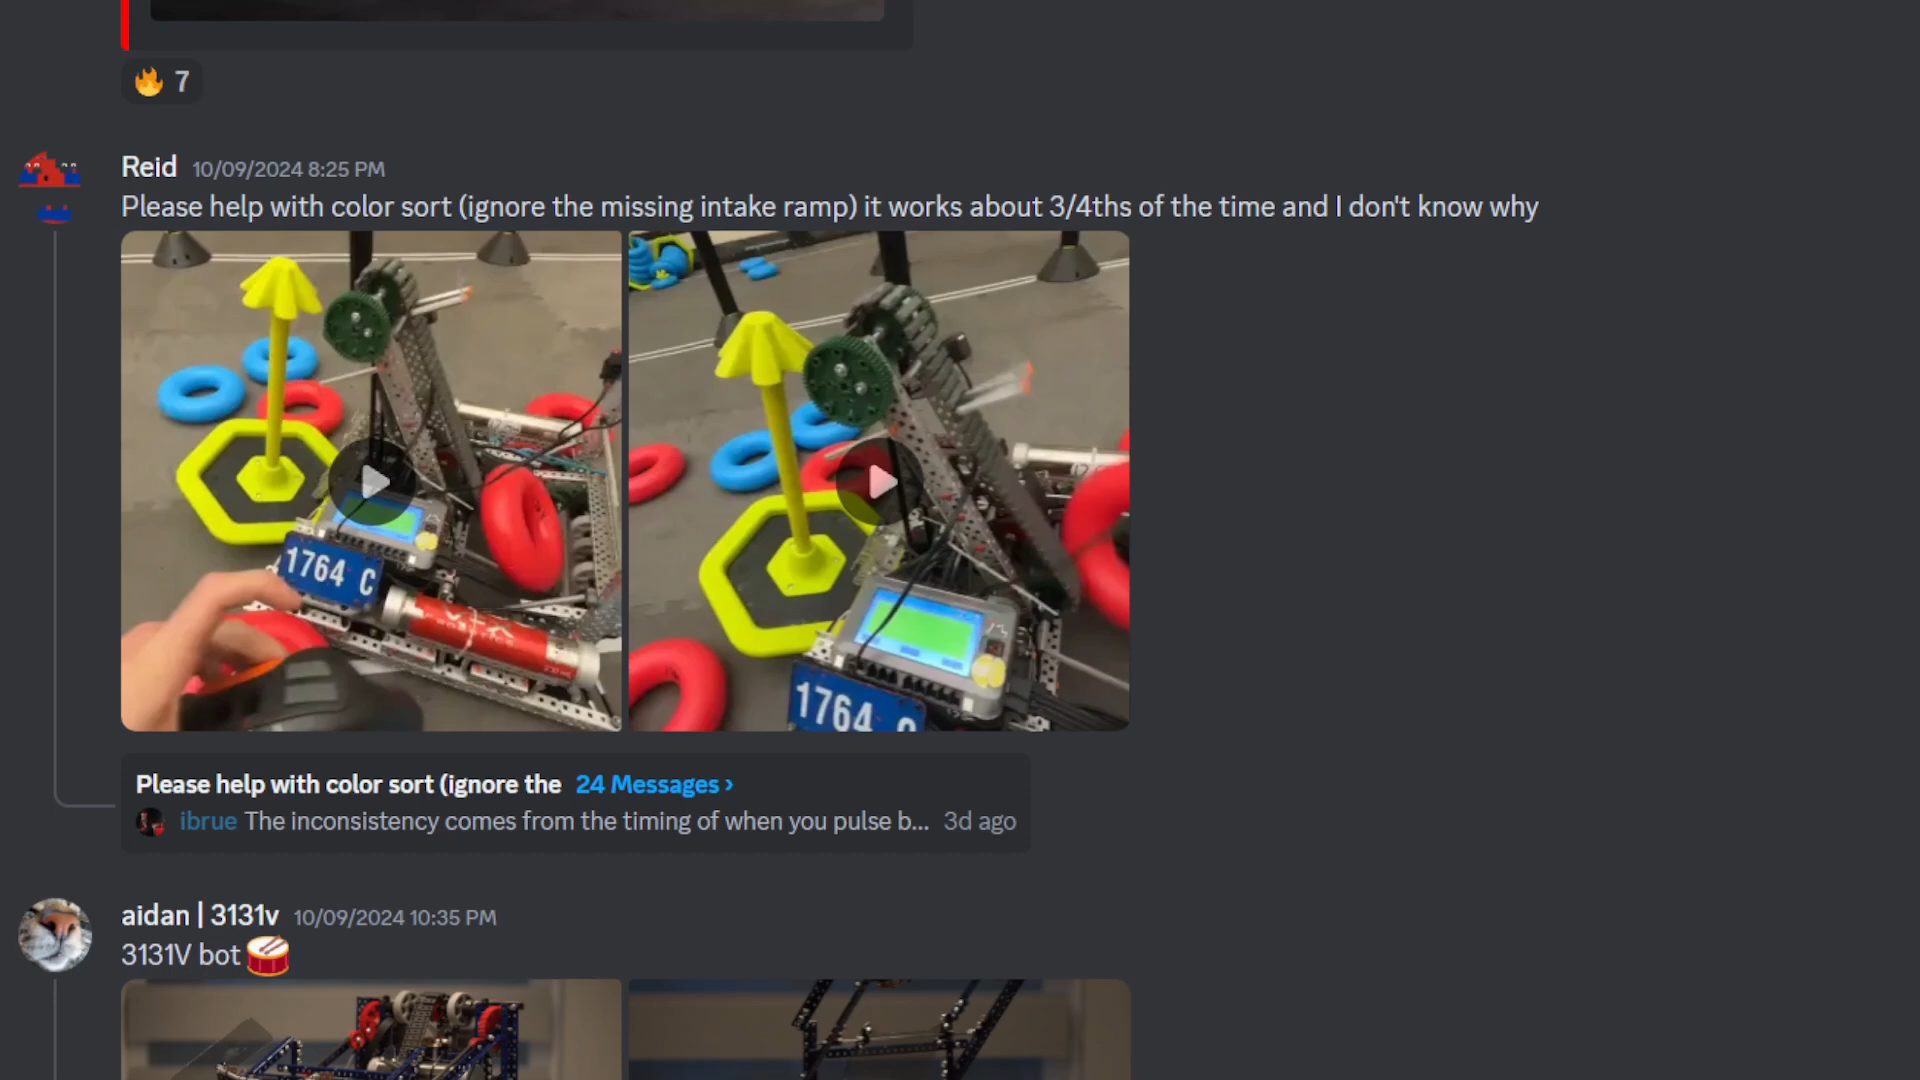 7
Reid 10/09/2024 8:25 PM
Please help with color sort (ignore the missing intake ramp) it works about 3/4ths of the time and I don't know why
1764 C
1764 C
Please help with color sort (ignore the 24 Messages ›
ibrue The inconsistency comes from the timing of when you pulse b... 3d ago
aidan | 3131v 10/09/2024 10:35 PM
3131V bot